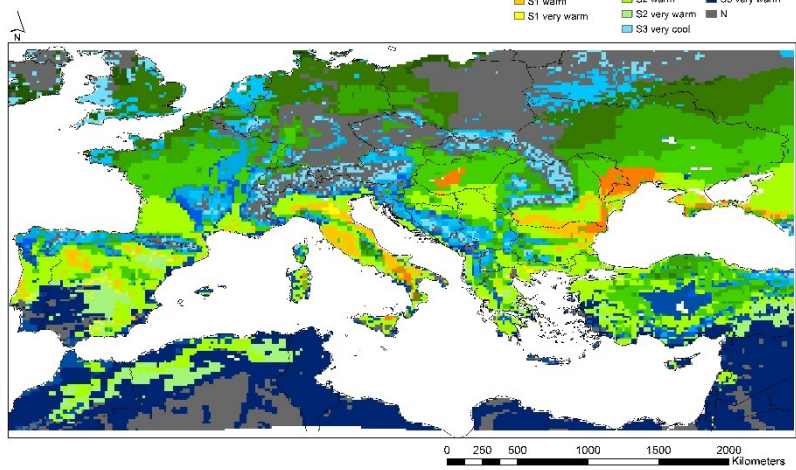 S1 warm S2 warm S3 very warm
S1 very warm S2 very warm N
S3 very cool
N
0 250 500 1000 1500 2000
Kilometers